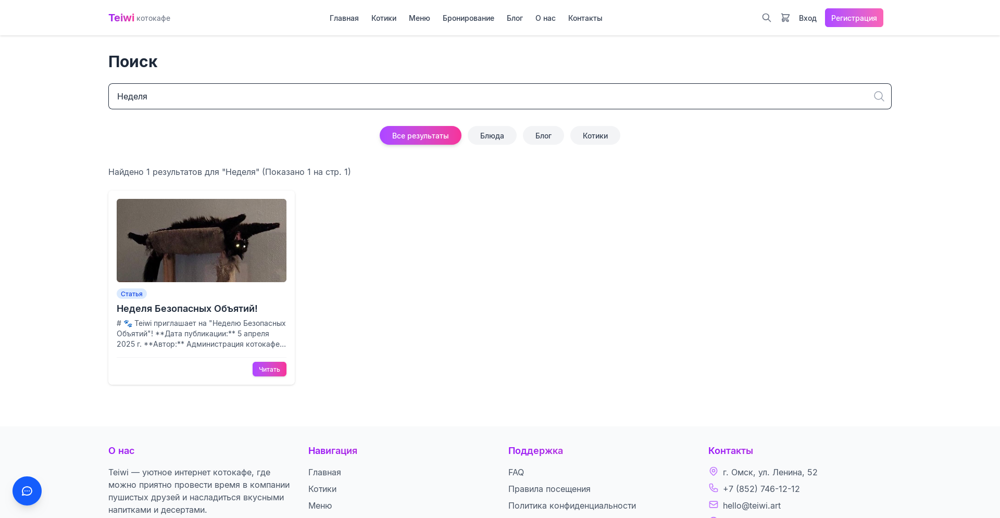 Teiwi котокафе
Главная Котики Меню Бронирование Блог О нас Контакты
Вход Регистрация
Поиск
Неделя
Все результаты Блюда Блог Котики
Найдено 1 результатов для "Неделя" (Показано 1 на стр. 1)
Статья
Неделя Безопасных Объятий!
# 🐾 Teiwi приглашает на "Неделю Безопасных
Объятий"! **Дата публикации:** 5 апреля
2025 г. **Автор:** Администрация котокафе...
Читать
О нас
Teiwi — уютное интернет котокафе, где
можно приятно провести время в компании
пушистых друзей и насладиться вкусными
напитками и десертами.
Навигация
Главная
Котики
Меню
Поддержка
FAQ
Правила посещения
Политика конфиденциальности
Контакты
г. Омск, ул. Ленина, 52
+7 (852) 746-12-12
hello@teiwi.art